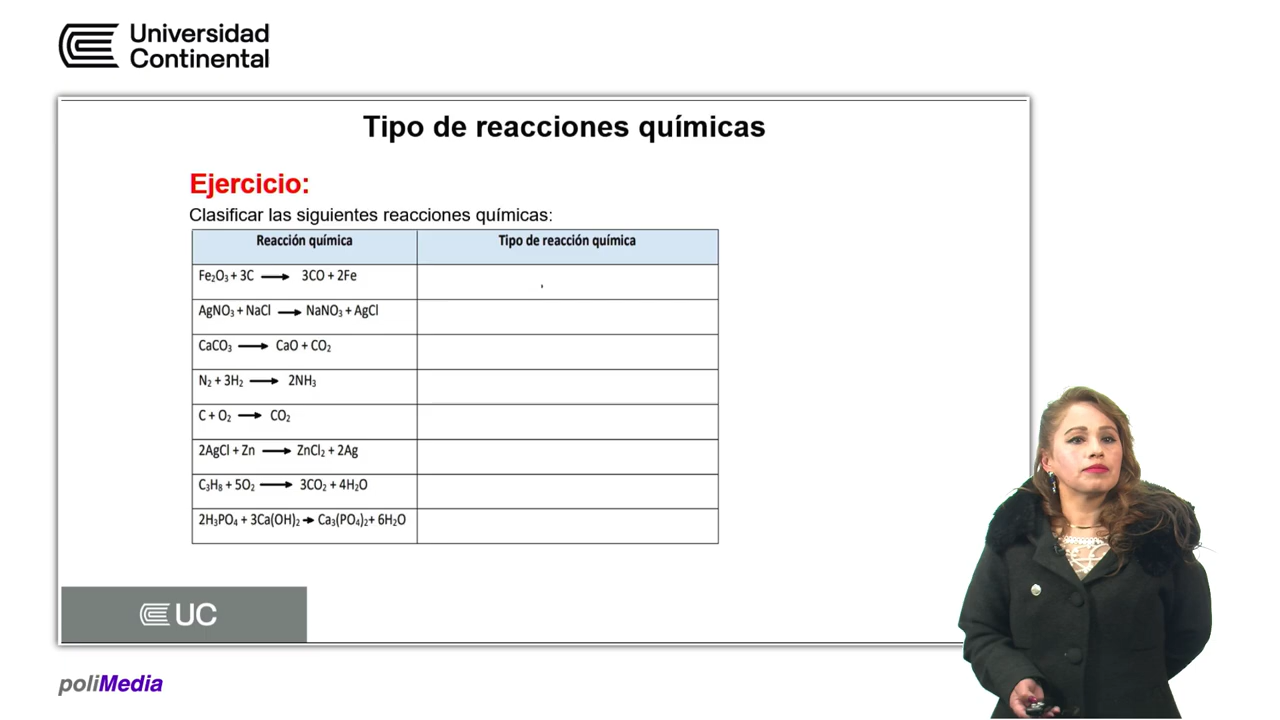 Universidad
Continental
Tipo de reacciones químicas
Ejercicio:
Clasificar las siguientes reacciones químicas:
Reacción química Tipo de reacción química
Fe₂O₃ + 3C → 3CO + 2Fe
AgNO₃ + NaCl → NaNO₃ + AgCl
CaCO₃ → CaO + CO₂
N₂ + 3H₂ → 2NH₃
C + O₂ → CO₂
2AgCl + Zn → ZnCl₂ + 2Ag
C₃H₈ + 5O₂ → 3CO₂ + 4H₂O
2H₃PO₄ + 3Ca(OH)₂ → Ca₃(PO₄)₂+ 6H₂O
UC
poliMedia